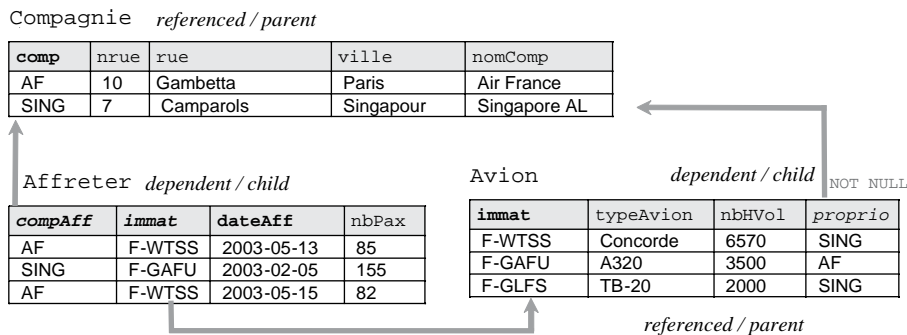 Compagnie referenced / parent
comp nrue rue ville nomComp
AF 10 Gambetta Paris Air France
SING 7 Camparols Singapour Singapore AL
Affreter dependent / child
compAff immat dateAff nbPax
AF F-WTSS 2003-05-13 85
SING F-GAFU 2003-02-05 155
AF F-WTSS 2003-05-15 82
Avion dependent / child NOT NULL
immat typeAvion nbHVol proprio
F-WTSS Concorde 6570 SING
F-GAFU A320 3500 AF
F-GLFS TB-20 2000 SING
referenced / parent